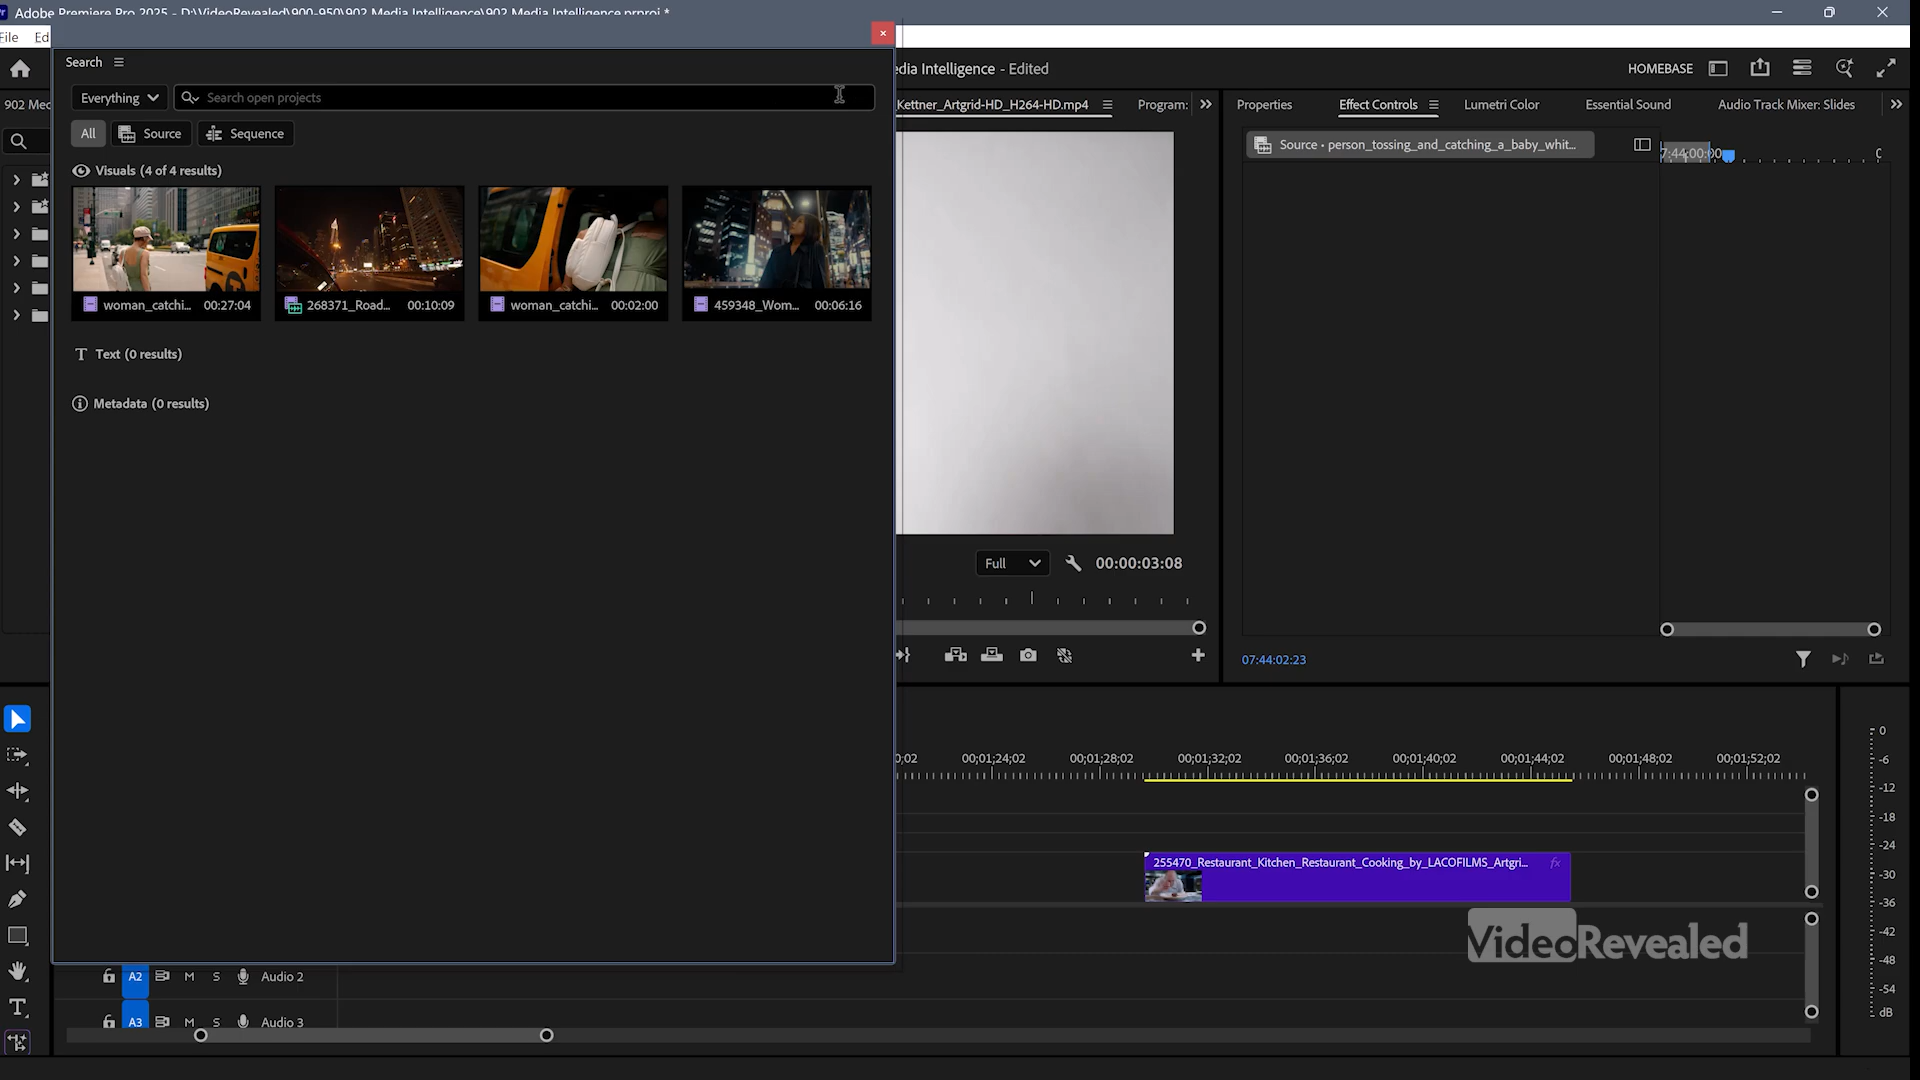 Adobe Premiere Pro 2025 - D:\VideoRevealed\900-950\902 Media Intelligence\902 Media Intelligence.prproj *
File Ed
Media Intelligence - Edited
HOMEBASE
Search
Everything
Search open projects
All Source Sequence
Visuals (4 of 4 results)
woman_catchi... 00:27:04
268371_Road... 00:10:09
woman_catchi... 00:02:00
459348_Wom... 00:06:16
Text (0 results)
Metadata (0 results)
902 Med
Kettner_Artgrid-HD_H264-HD.mp4
Program:
Properties
Effect Controls
Lumetri Color
Essential Sound
Audio Track Mixer: Slides
Source • person_tossing_and_catching_a_baby_whit...
7:44:00:00
Full
00:00:03:08
07:44:02:23
00;01;24;02 00;01;28;02 00;01;32;02 00;01;36;02 00;01;40;02 00;01;44;02 00;01;48;02 00;01;52;02
255470_Restaurant_Kitchen_Restaurant_Cooking_by_LACOFILMS_Artgri... fx
VideoRevealed
A2 M S Audio 2
A3 M S Audio 3
0
-6
-12
-18
-24
-30
-36
-42
-48
-54
dB